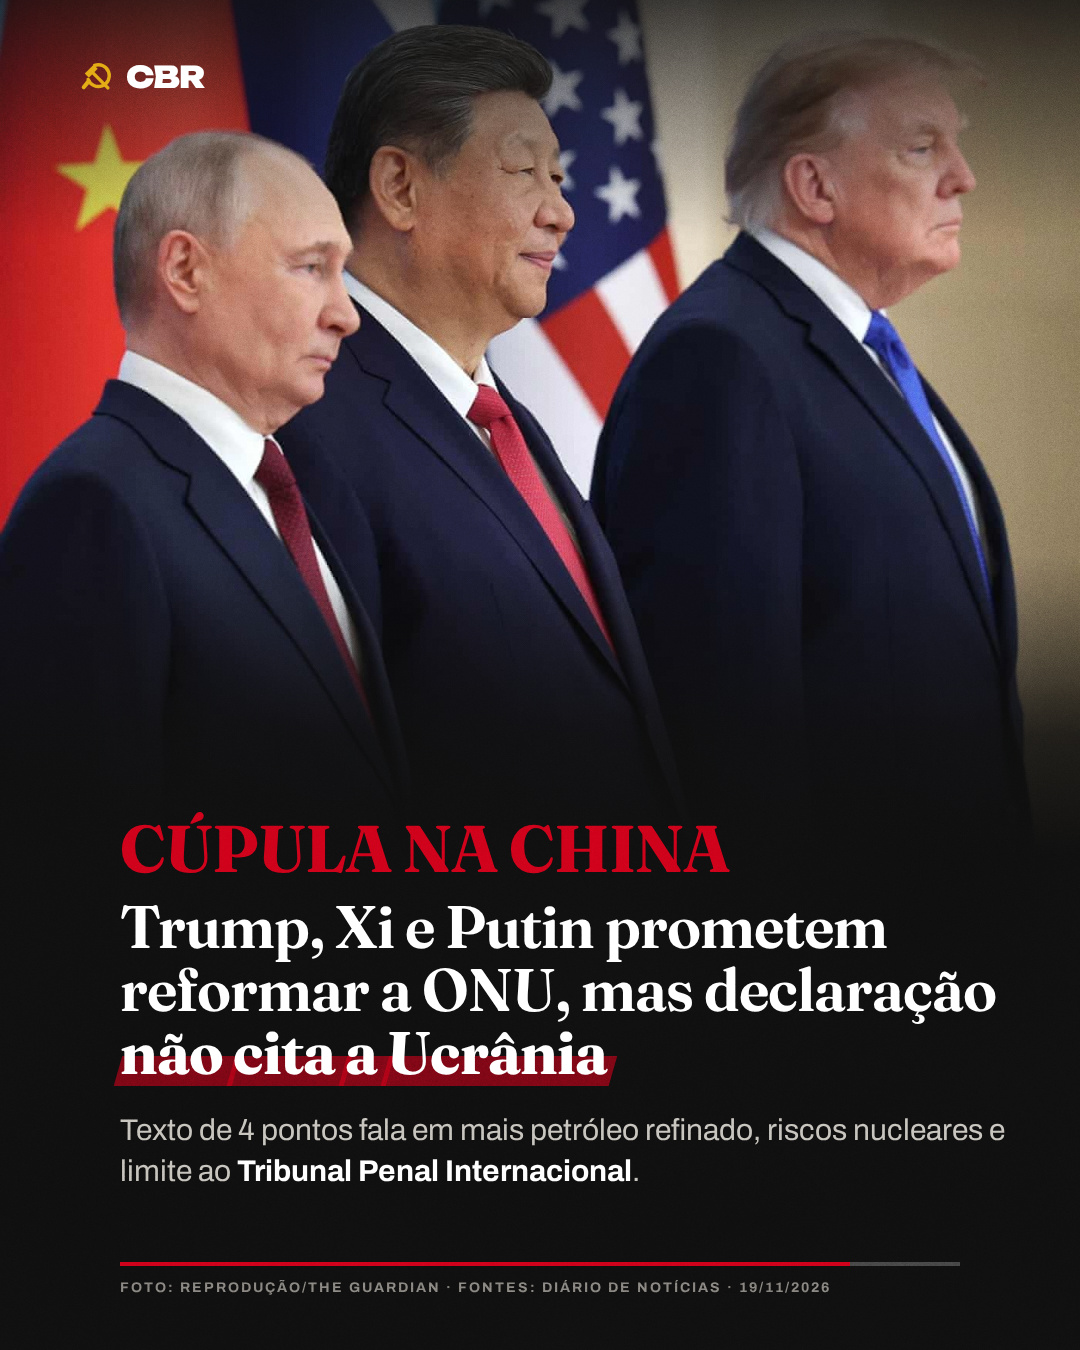 CBR
CÚPULA NA CHINA
Trump, Xi e Putin prometem
reformar a ONU, mas declaração
não cita a Ucrânia
Texto de 4 pontos fala em mais petróleo refinado, riscos nucleares e
limite ao Tribunal Penal Internacional.
FOTO: REPRODUÇÃO/THE GUARDIAN · FONTES: DIÁRIO DE NOTÍCIAS · 19/11/2026